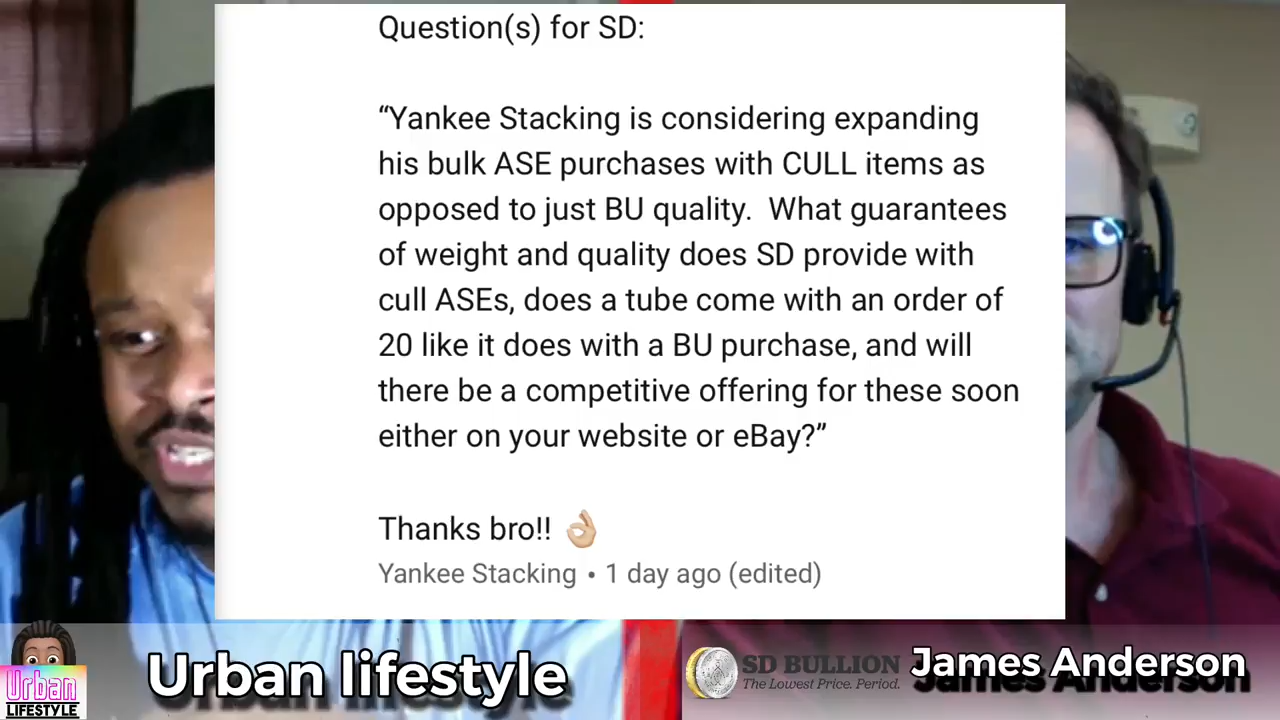 Question(s) for SD:
“Yankee Stacking is considering expanding
his bulk ASE purchases with CULL items as
opposed to just BU quality.  What guarantees
of weight and quality does SD provide with
cull ASEs, does a tube come with an order of
20 like it does with a BU purchase, and will
there be a competitive offering for these soon
either on your website or eBay?”
Thanks bro!! 👌🏼
Yankee Stacking • 1 day ago (edited)
Urban
LIFESTYLE
Urban lifestyle
SD BULLION
The Lowest Price. Period.
James Anderson